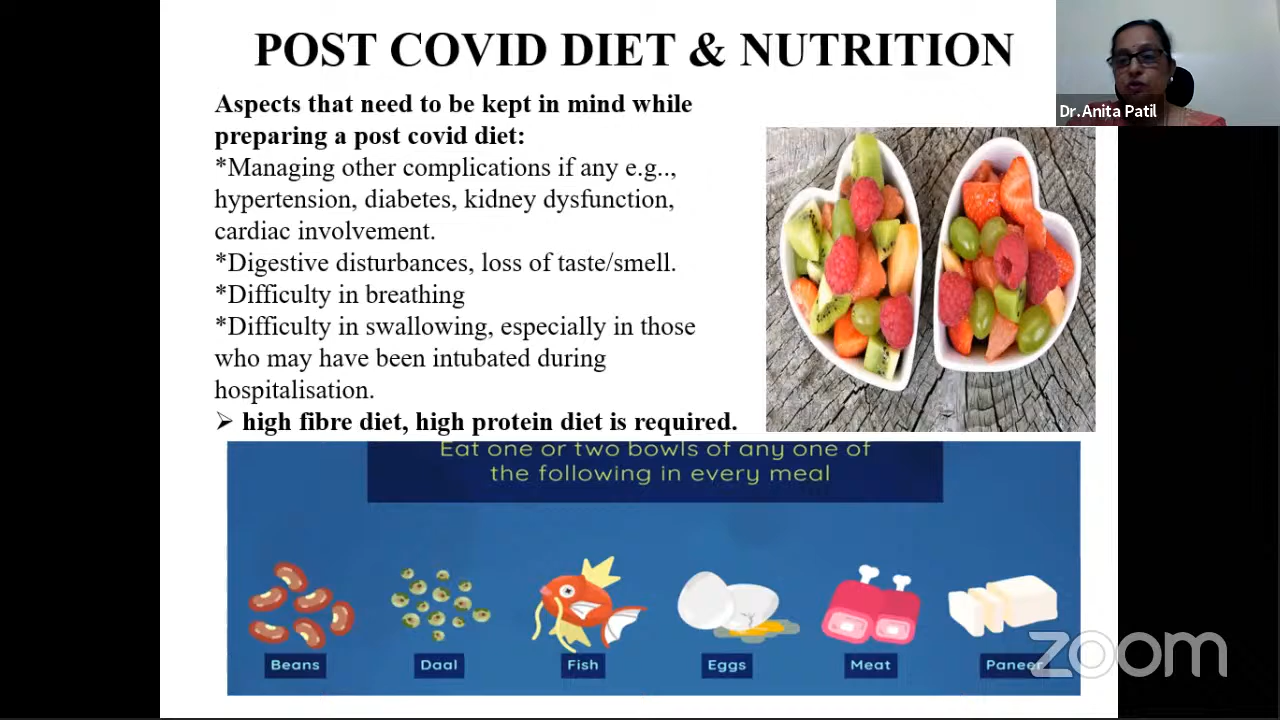 POST COVID DIET & NUTRITION
Dr.Anita Patil
Aspects that need to be kept in mind while
preparing a post covid diet:
*Managing other complications if any e.g..,
hypertension, diabetes, kidney dysfunction,
cardiac involvement.
*Digestive disturbances, loss of taste/smell.
*Difficulty in breathing
*Difficulty in swallowing, especially in those
who may have been intubated during
hospitalisation.
➢ high fibre diet, high protein diet is required.
Eat one or two bowls of any one of
the following in every meal
Beans Daal Fish Eggs Meat Paneer
zoom